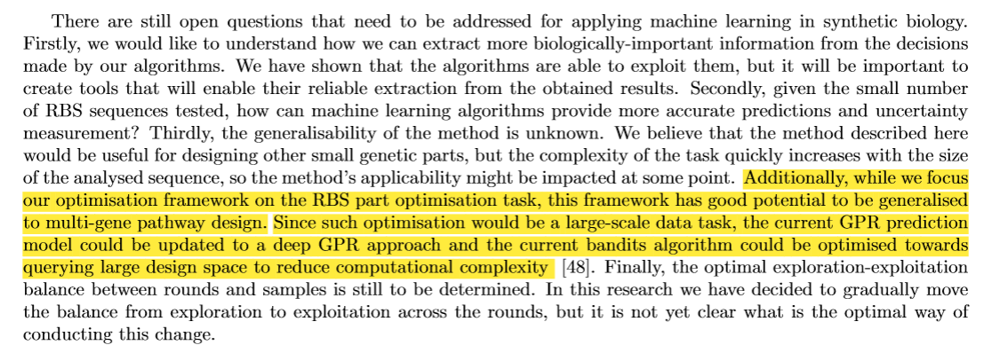 There are still open questions that need to be addressed for applying machine learning in synthetic biology.
Firstly, we would like to understand how we can extract more biologically-important information from the decisions
made by our algorithms. We have shown that the algorithms are able to exploit them, but it will be important to
create tools that will enable their reliable extraction from the obtained results. Secondly, given the small number
of RBS sequences tested, how can machine learning algorithms provide more accurate predictions and uncertainty
measurement? Thirdly, the generalisability of the method is unknown. We believe that the method described here
would be useful for designing other small genetic parts, but the complexity of the task quickly increases with the size
of the analysed sequence, so the method's applicability might be impacted at some point. Additionally, while we focus
our optimisation framework on the RBS part optimisation task, this framework has good potential to be generalised
to multi-gene pathway design. Since such optimisation would be a large-scale data task, the current GPR prediction
model could be updated to a deep GPR approach and the current bandits algorithm could be optimised towards
querying large design space to reduce computational complexity [48]. Finally, the optimal exploration-exploitation
balance between rounds and samples is still to be determined. In this research we have decided to gradually move
the balance from exploration to exploitation across the rounds, but it is not yet clear what is the optimal way of
conducting this change.